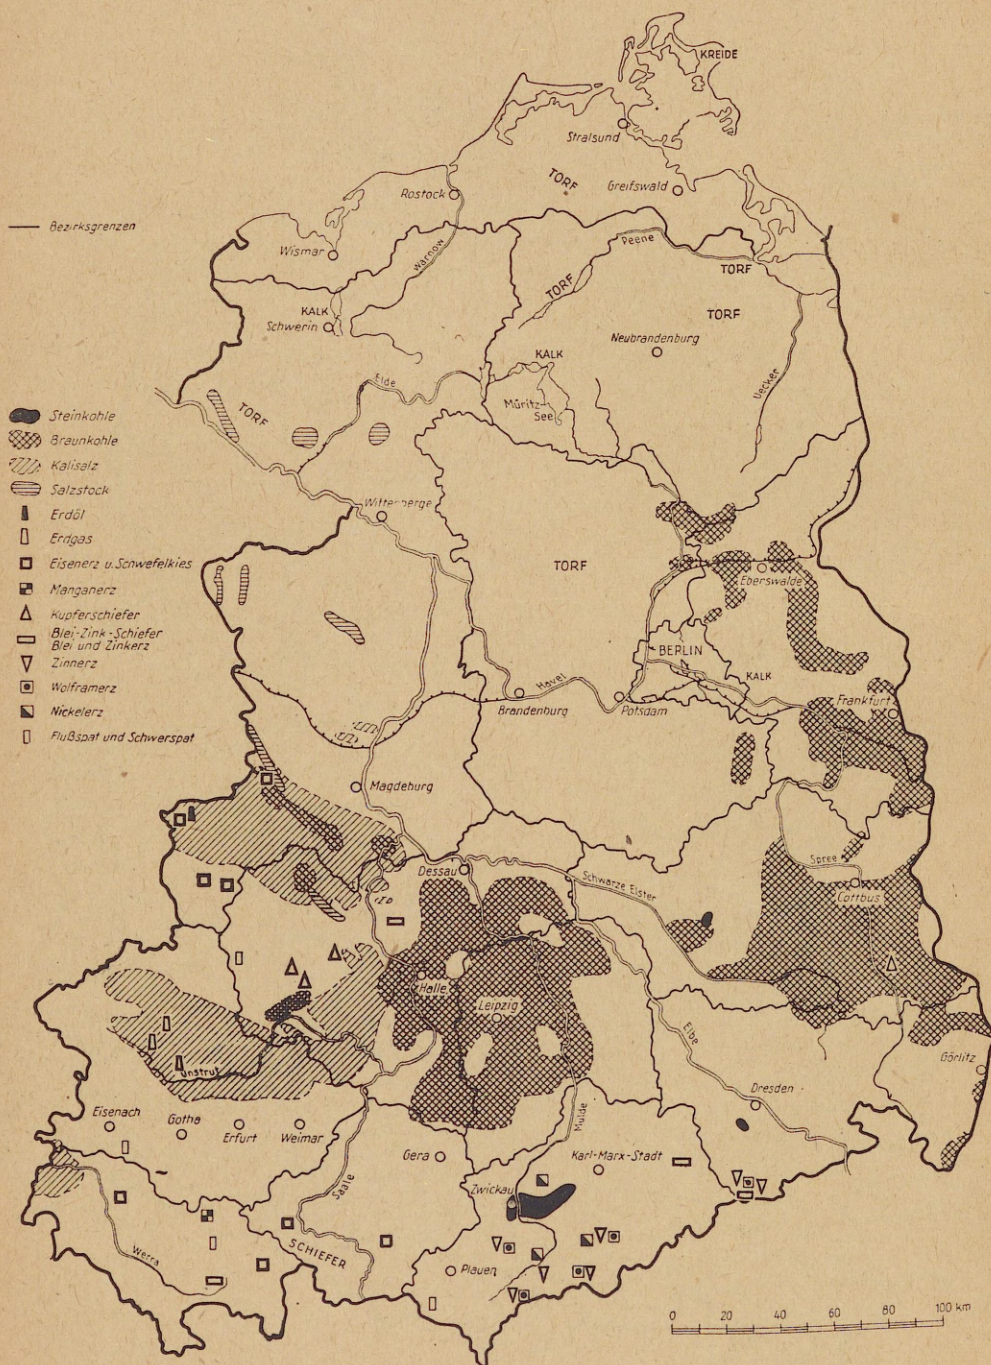 KREIDE
Stralsund
TORF
Greifswald
Rostock
Bezirksgrenzen
Wismar
Warnow
Peene
TORF
TORF
KALK
Schwerin
TORF
Neubrandenburg
KALK
Elde
Müritz-
See
Uecker
TORF
Steinkohle
Braunkohle
Kalisalz
Salzstock
Erdöl
Erdgas
Eisenerz u. Schwefelkies
Manganerz
Kupferschiefer
Blei-Zink-Schiefer
Blei und Zinkerz
Zinnerz
Wolframerz
Nickelerz
Flußspat und Schwerspat
Wittenberge
TORF
Eberswalde
BERLIN
KALK
Havel
Brandenburg
Potsdam
Frankfurt
Magdeburg
Dessau
Schwarze Elster
Spree
Cottbus
Halle
Leipzig
Elbe
Görlitz
Unstrut
Dresden
Eisenach
Gotha
Erfurt
Weimar
Mulde
Gera
Karl-Marx-Stadt
Zwickau
Saale
SCHIEFER
Werra
Plauen
0 20 40 60 80 100 km